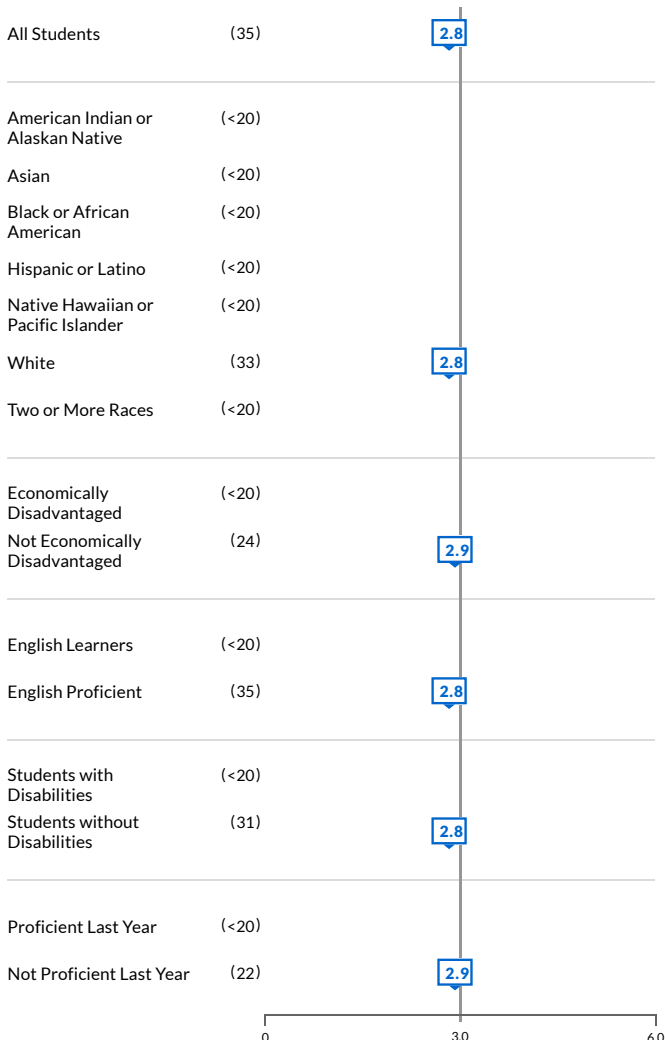 All Students (35) 2.8
American Indian or (<20)
Alaskan Native
Asian (<20)
Black or African (<20)
American
Hispanic or Latino (<20)
Native Hawaiian or (<20)
Pacific Islander
White (33) 2.8
Two or More Races (<20)
Economically (<20)
Disadvantaged
Not Economically (24) 2.9
Disadvantaged
English Learners (<20)
English Proficient (35) 2.8
Students with (<20)
Disabilities
Students without (31) 2.8
Disabilities
Proficient Last Year (<20)
Not Proficient Last Year (22) 2.9
0 3.0 6.0